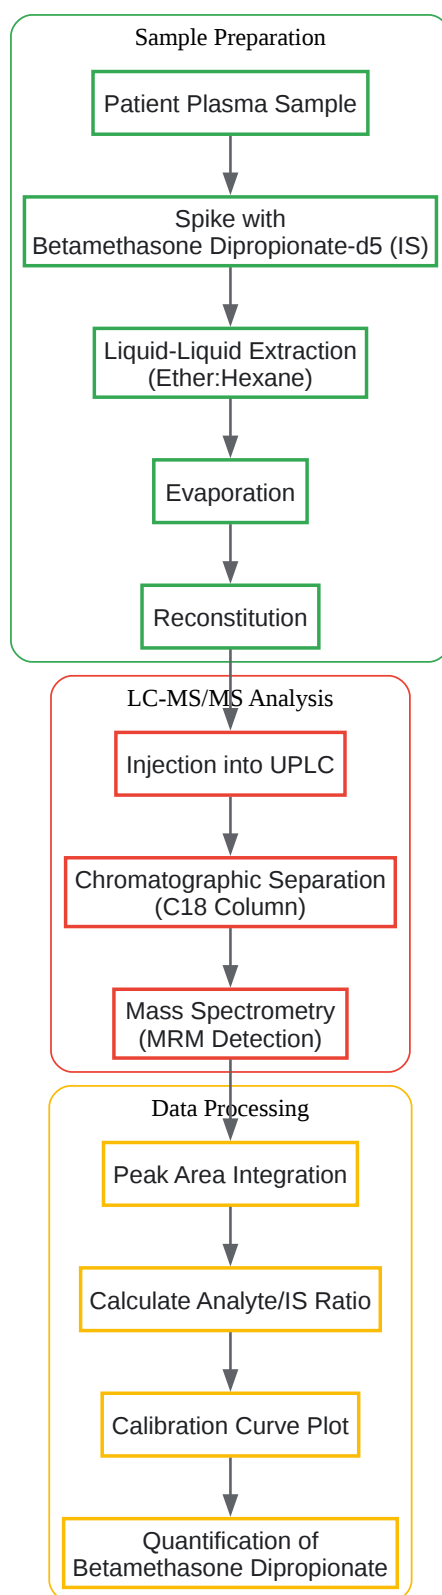 Sample Preparation
Patient Plasma Sample
Spike with
Betamethasone Dipropionate-d5 (IS)
Liquid-Liquid Extraction
(Ether:Hexane)
Evaporation
Reconstitution
LC-MS/MS Analysis
Injection into UPLC
Chromatographic Separation
(C18 Column)
Mass Spectrometry
(MRM Detection)
Data Processing
Peak Area Integration
Calculate Analyte/IS Ratio
Calibration Curve Plot
Quantification of
Betamethasone Dipropionate